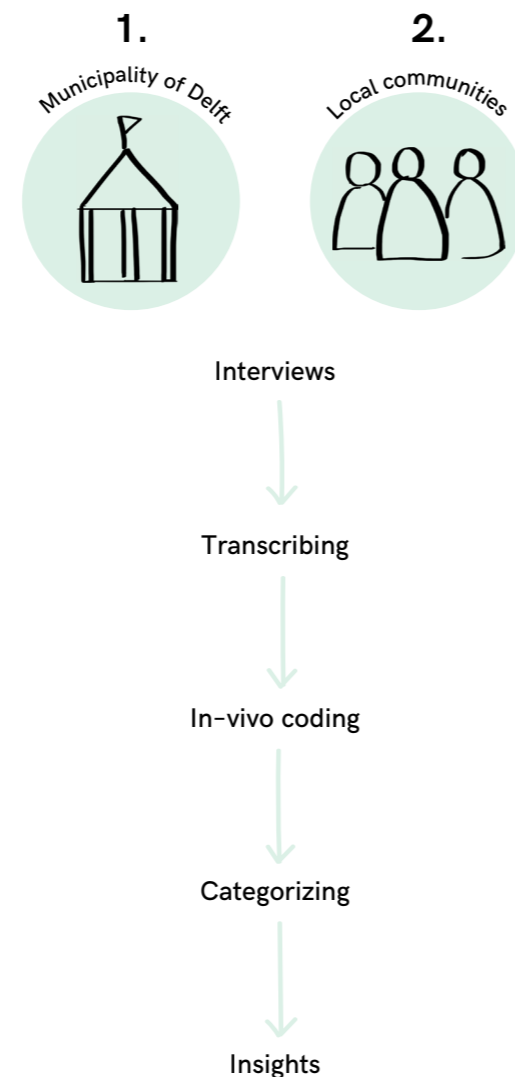 1.
2.
Municipality of Delft
Local communities
Interviews
Transcribing
In-vivo coding
Categorizing
Insights